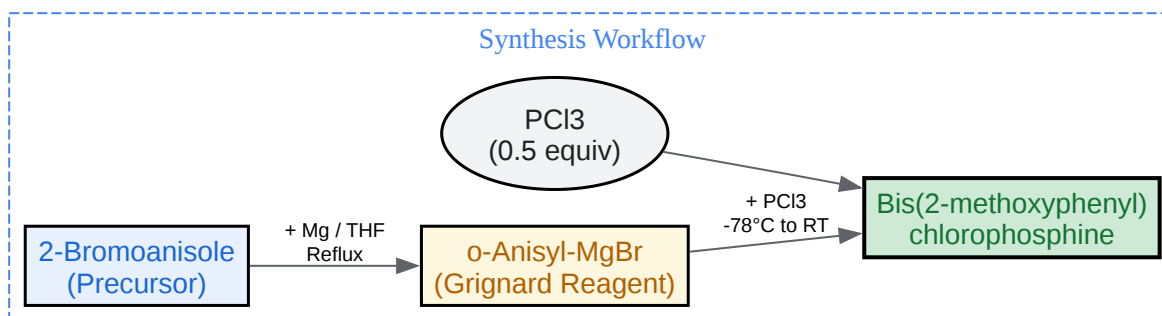 Synthesis Workflow
PCl3
(0.5 equiv)
2-Bromoanisole
(Precursor)
+ Mg / THF
Reflux
o-Anisyl-MgBr
(Grignard Reagent)
+ PCl3
-78°C to RT
Bis(2-methoxyphenyl)
chlorophosphine